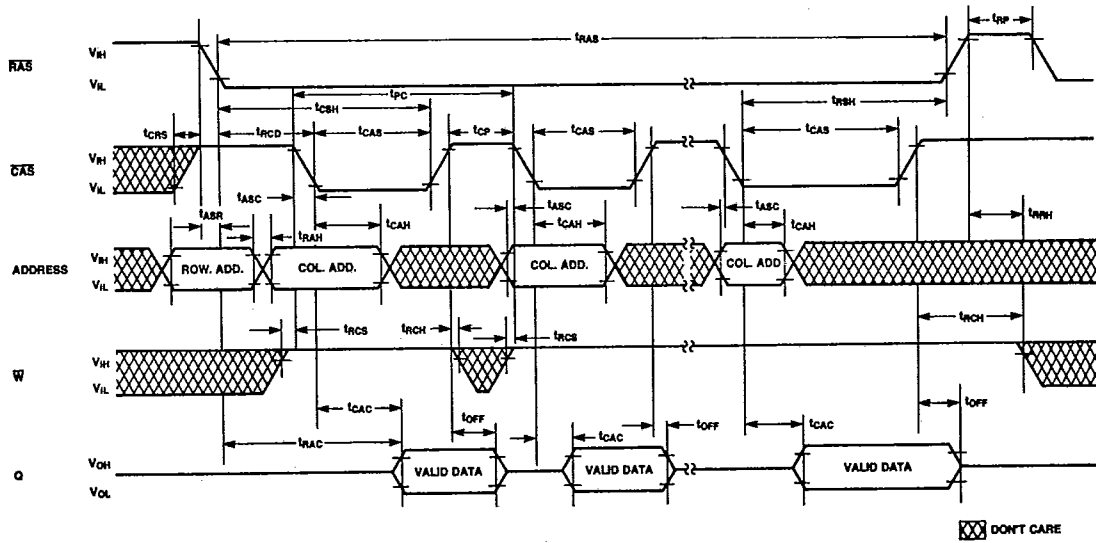 tRP
tRAS
RAS
VIH
VIL
tPC
tCSH
tRSH
tCRS
tRCD
tCAS
tCP
tCAS
tCAS
CAS
VIH
VIL
tASR
tASC
tRAH
tCAH
tASC
tCAH
tASC
tCAH
tRRH
ADDRESS
VIH
VIL
ROW. ADD.
COL. ADD.
COL. ADD.
COL. ADD
tRCS
tRCH
tRCS
tRCH
W
VIH
VIL
tCAC
tOFF
tRAC
tCAC
tOFF
tCAC
tOFF
Q
VOH
VOL
VALID DATA
VALID DATA
VALID DATA
DON'T CARE